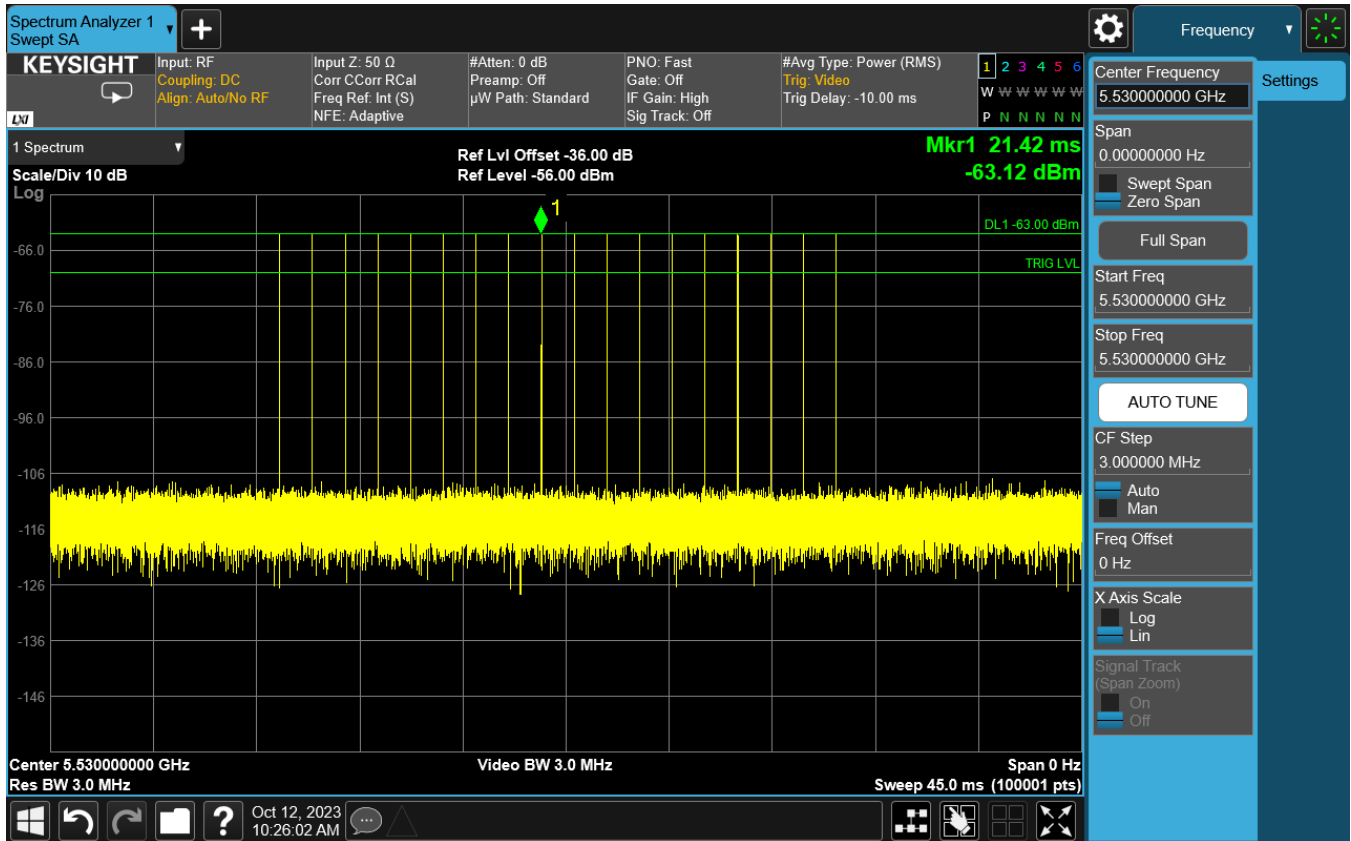 Spectrum Analyzer 1
Swept SA
Frequency
KEYSIGHT
LXI
Input: RF
Coupling: DC
Align: Auto/No RF
Input Z: 50 Ω
Corr CCorr RCal
Freq Ref: Int (S)
NFE: Adaptive
#Atten: 0 dB
Preamp: Off
µW Path: Standard
PNO: Fast
Gate: Off
IF Gain: High
Sig Track: Off
#Avg Type: Power (RMS)
Trig: Video
Trig Delay: -10.00 ms
1 2 3 4 5 6
W W W W W W
P N N N N N
1 Spectrum
Scale/Div 10 dB
Log
Ref Lvl Offset -36.00 dB
Ref Level -56.00 dBm
Mkr1 21.42 ms
-63.12 dBm
1
DL1 -63.00 dBm
TRIG LVL
-66.0
-76.0
-86.0
-96.0
-106
-116
-126
-136
-146
Center 5.530000000 GHz
Res BW 3.0 MHz
Video BW 3.0 MHz
Span 0 Hz
Sweep 45.0 ms (100001 pts)
Center Frequency
5.530000000 GHz
Settings
Span
0.00000000 Hz
Swept Span
Zero Span
Full Span
Start Freq
5.530000000 GHz
Stop Freq
5.530000000 GHz
AUTO TUNE
CF Step
3.000000 MHz
Auto
Man
Freq Offset
0 Hz
X Axis Scale
Log
Lin
Signal Track
(Span Zoom)
On
Off
?
Oct 12, 2023
10:26:02 AM